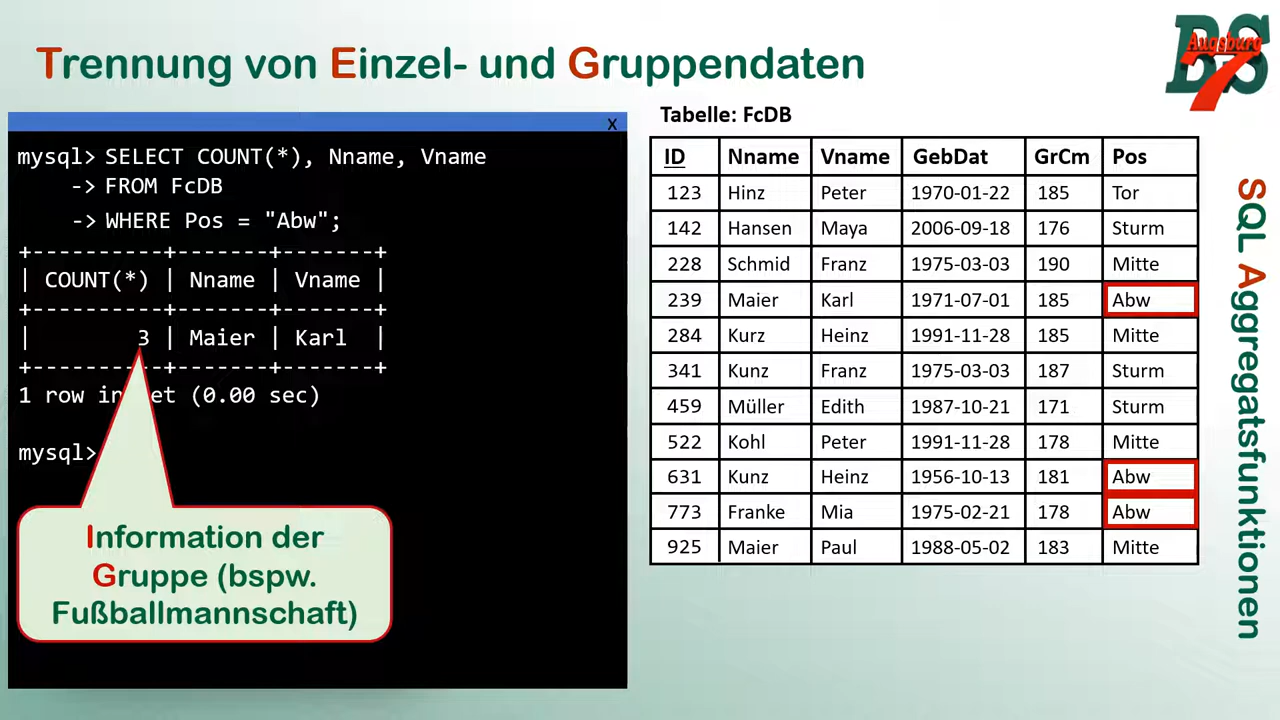 Trennung von Einzel- und Gruppendaten
BS
Augsburg
7
x
mysql> SELECT COUNT(*), Nname, Vname
-> FROM FcDB
-> WHERE Pos = "Abw";
+----------+-------+-------+
| COUNT(*) | Nname | Vname |
+----------+-------+-------+
| 3 | Maier | Karl |
+----------+-------+-------+
1 row in et (0.00 sec)
mysql>
Information der
Gruppe (bspw.
Fußballmannschaft)
Tabelle: FcDB
ID Nname Vname GebDat GrCm Pos
123 Hinz Peter 1970-01-22 185 Tor
142 Hansen Maya 2006-09-18 176 Sturm
228 Schmid Franz 1975-03-03 190 Mitte
239 Maier Karl 1971-07-01 185 Abw
284 Kurz Heinz 1991-11-28 185 Mitte
341 Kunz Franz 1975-03-03 187 Sturm
459 Müller Edith 1987-10-21 171 Sturm
522 Kohl Peter 1991-11-28 178 Mitte
631 Kunz Heinz 1956-10-13 181 Abw
773 Franke Mia 1975-02-21 178 Abw
925 Maier Paul 1988-05-02 183 Mitte
SQL Aggregatsfunktionen